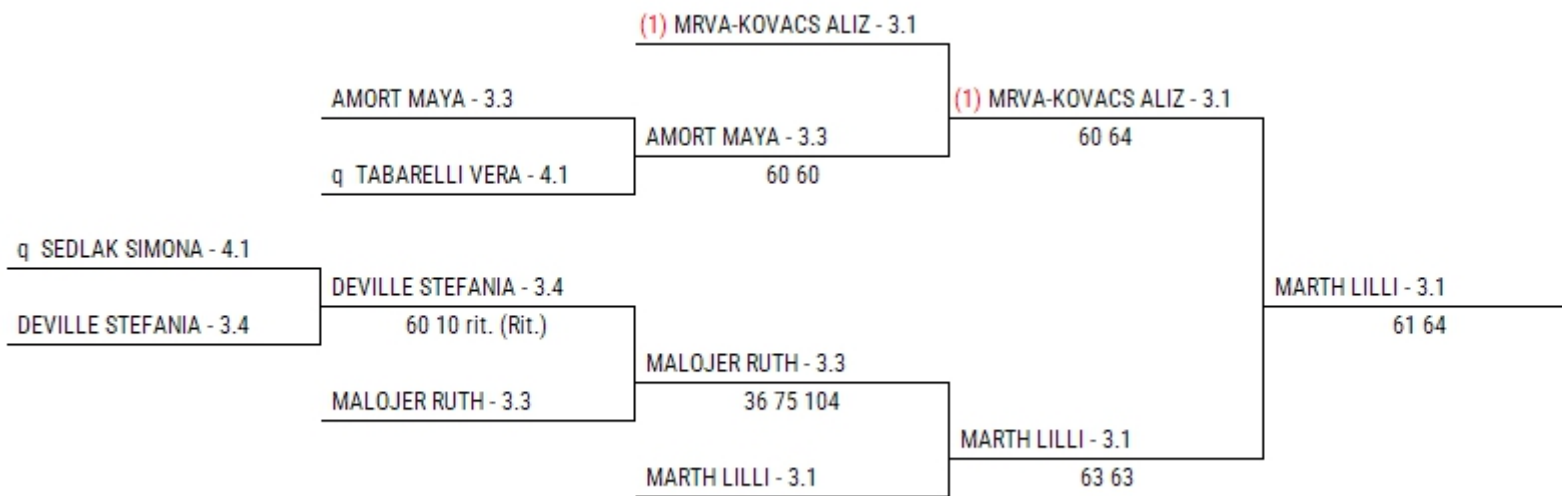 (1) MRVA-KOVACS ALIZ - 3.1
AMORT MAYA - 3.3
(1) MRVA-KOVACS ALIZ - 3.1
AMORT MAYA - 3.3
60 64
q TABARELLI VERA - 4.1
60 60
q SEDLAK SIMONA - 4.1
DEVILLE STEFANIA - 3.4
MARTH LILLI - 3.1
DEVILLE STEFANIA - 3.4
60 10 rit. (Rit.)
61 64
MALOJER RUTH - 3.3
MALOJER RUTH - 3.3
36 75 104
MARTH LILLI - 3.1
MARTH LILLI - 3.1
63 63